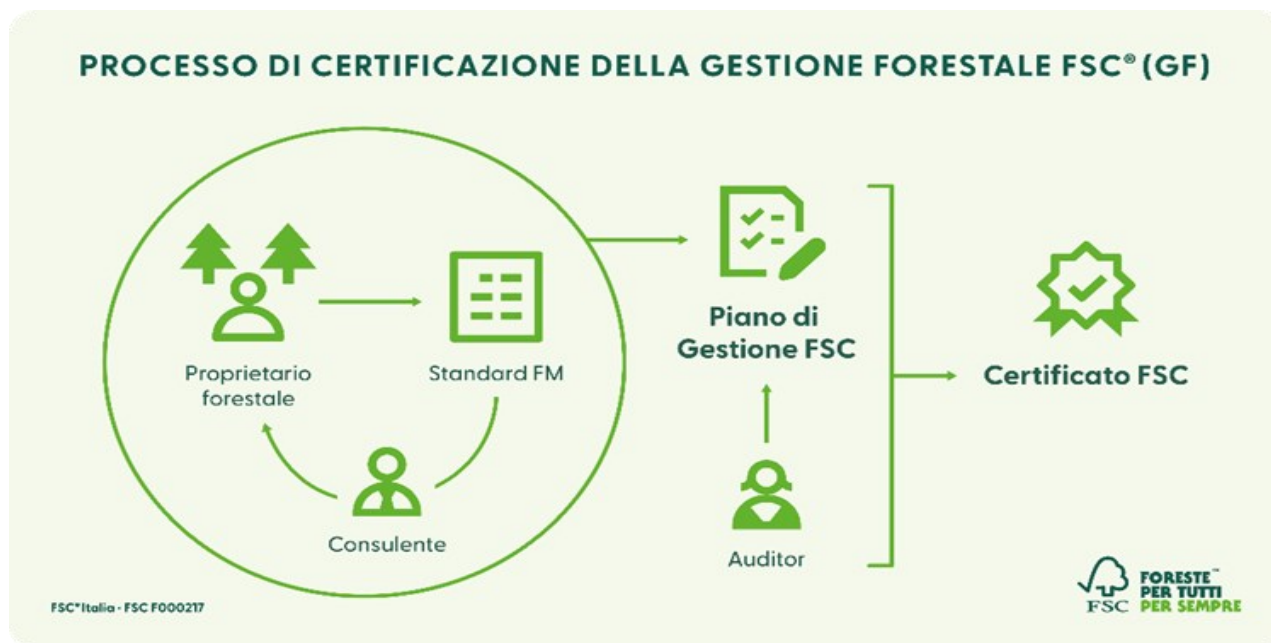 PROCESSO DI CERTIFICAZIONE DELLA GESTIONE FORESTALE FSC® (GF)
Proprietario
forestale
Standard FM
Consulente
Piano di
Gestione FSC
Auditor
Certificato FSC
FSC® Italia - FSC F000217
FSC
FORESTE™
PER TUTTI
PER SEMPRE